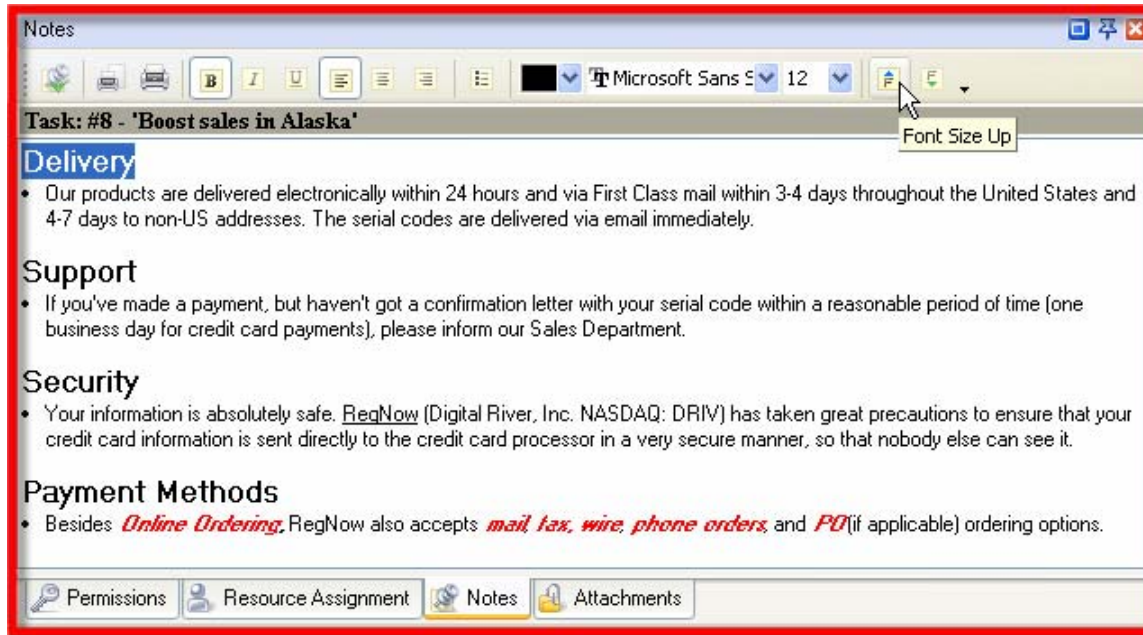 Notes
B I U Microsoft Sans S 12 F F
Task: #8 - 'Boost sales in Alaska'
Font Size Up
Delivery
• Our products are delivered electronically within 24 hours and via First Class mail within 3-4 days throughout the United States and
4-7 days to non-US addresses. The serial codes are delivered via email immediately.
Support
• If you've made a payment, but haven't got a confirmation letter with your serial code within a reasonable period of time (one
business day for credit card payments), please inform our Sales Department.
Security
• Your information is absolutely safe. RegNow (Digital River, Inc. NASDAQ: DRIV) has taken great precautions to ensure that your
credit card information is sent directly to the credit card processor in a very secure manner, so that nobody else can see it.
Payment Methods
• Besides Online Ordering, RegNow also accepts mail, fax, wire, phone orders, and PO(if applicable) ordering options.
Permissions Resource Assignment Notes Attachments